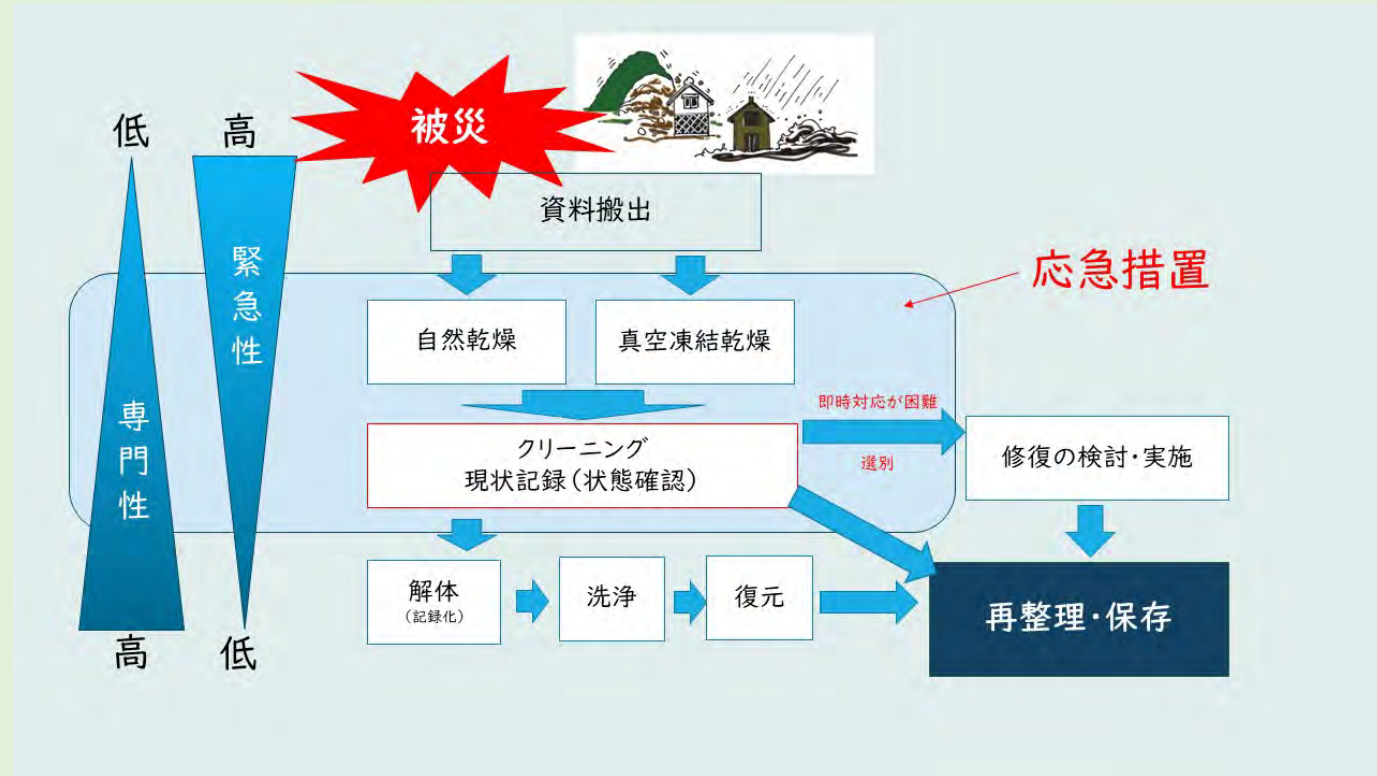 被災
低
高
資料搬出
緊急性
応急措置
自然乾燥
真空凍結乾燥
専門性
即時対応が困難
選別
クリーニング
現状記録（状態確認）
修復の検討・実施
解体
（記録化）
洗浄
復元
再整理・保存
高
低